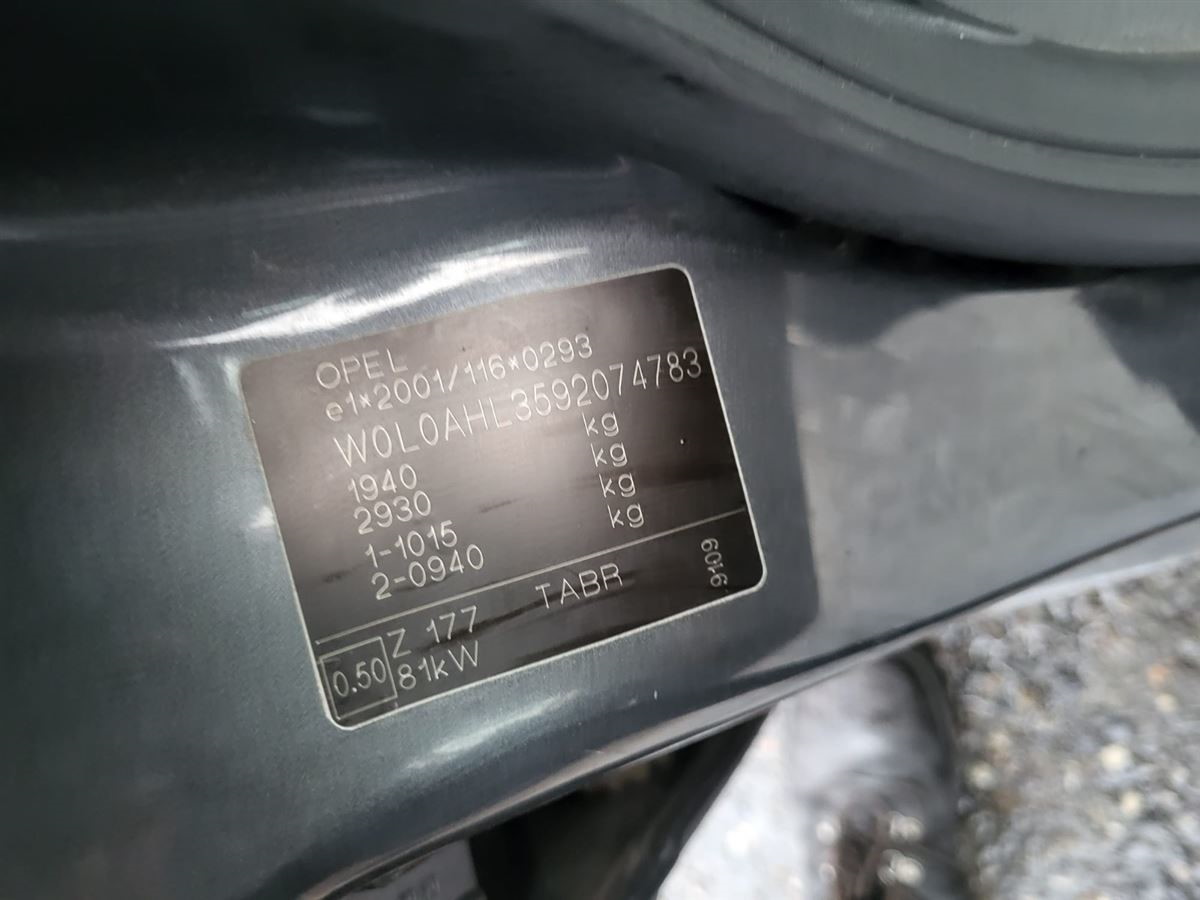 OPEL
e1*2001/116*0293
W0L0AHL3592074783
1940 kg
2930 kg
1-1015 kg
2-0940 kg
0.50 Z 177 TABR 6016
81kW